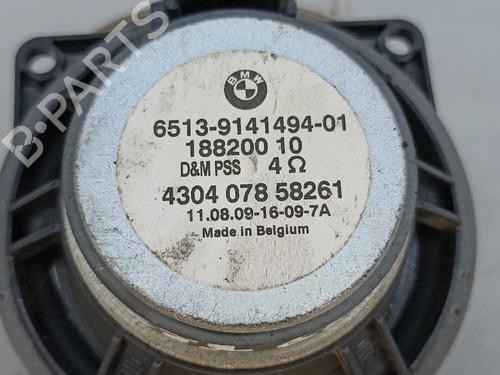 BMW
6513-9141494-01
188200 10
D&M PSS 4 Ω
4304 078 58261
11.08.09-16-09-7A
Made in Belgium
B-PARTS